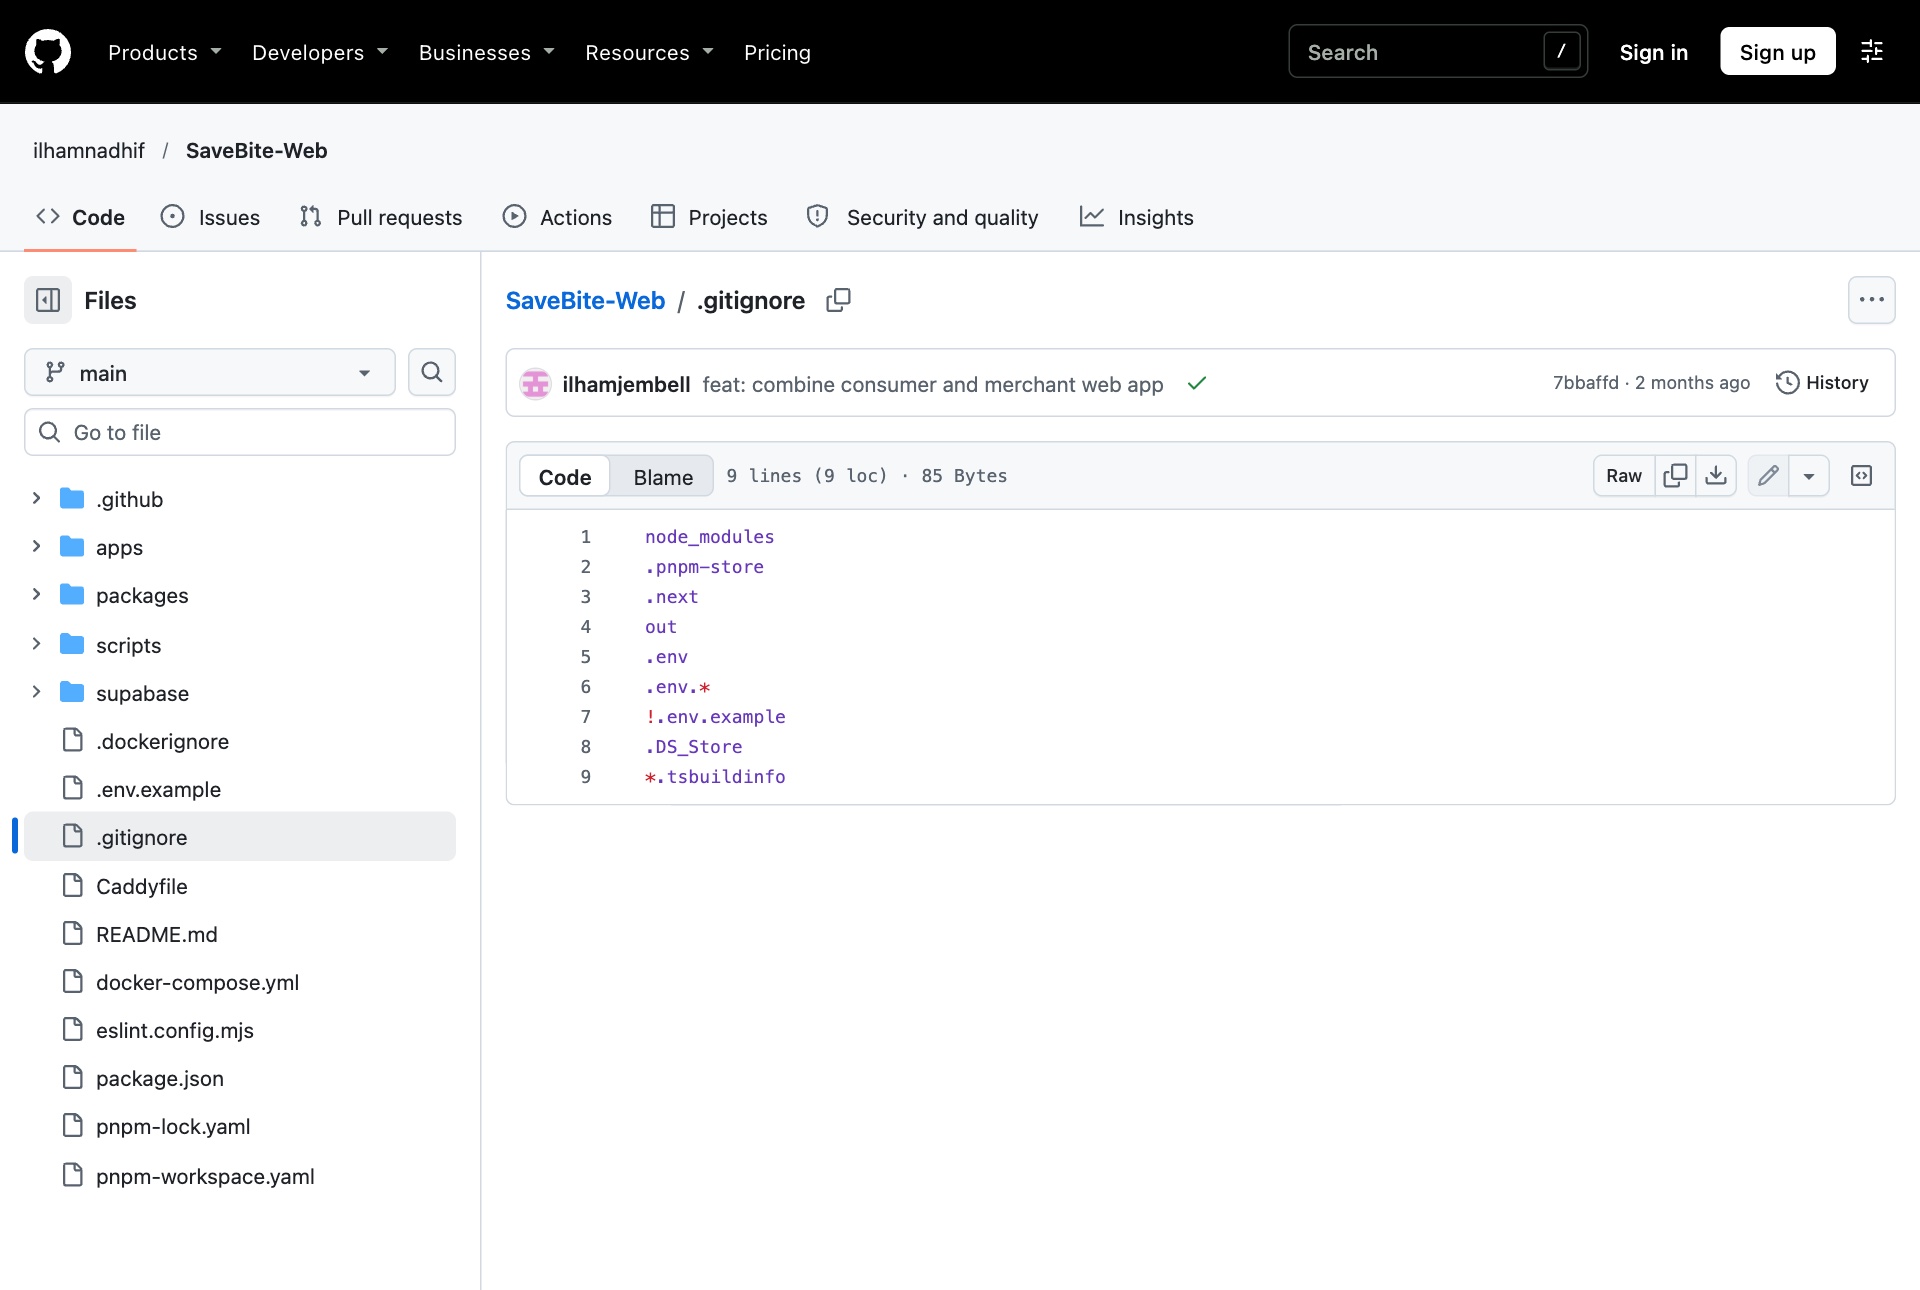 Products Developers Businesses Resources Pricing Search / Sign in Sign up
ilhamnadhif / SaveBite-Web
Code Issues Pull requests Actions Projects Security and quality Insights
Files
main
Go to file
.github
apps
packages
scripts
supabase
.dockerignore
.env.example
.gitignore
Caddyfile
README.md
docker-compose.yml
eslint.config.mjs
package.json
pnpm-lock.yaml
pnpm-workspace.yaml
SaveBite-Web / .gitignore
ilhamjembell feat: combine consumer and merchant web app 7bbaffd · 2 months ago History
Code Blame 9 lines (9 loc) · 85 Bytes Raw
1 node_modules
2 .pnpm-store
3 .next
4 out
5 .env
6 .env.*
7 !.env.example
8 .DS_Store
9 *.tsbuildinfo